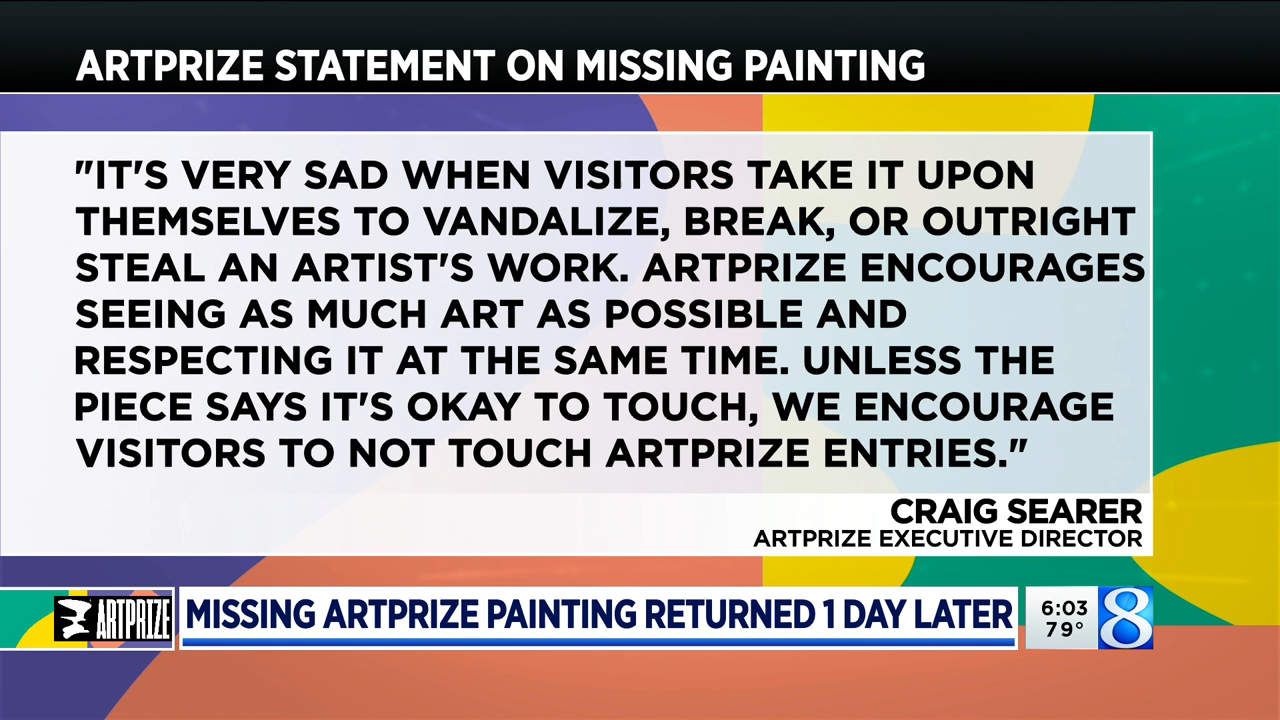 ARTPRIZE STATEMENT ON MISSING PAINTING
"IT'S VERY SAD WHEN VISITORS TAKE IT UPON
THEMSELVES TO VANDALIZE, BREAK, OR OUTRIGHT
STEAL AN ARTIST'S WORK. ARTPRIZE ENCOURAGES
SEEING AS MUCH ART AS POSSIBLE AND
RESPECTING IT AT THE SAME TIME. UNLESS THE
PIECE SAYS IT'S OKAY TO TOUCH, WE ENCOURAGE
VISITORS TO NOT TOUCH ARTPRIZE ENTRIES."
CRAIG SEARER
ARTPRIZE EXECUTIVE DIRECTOR
ARTPRIZE
MISSING ARTPRIZE PAINTING RETURNED 1 DAY LATER
6:03
79°
8